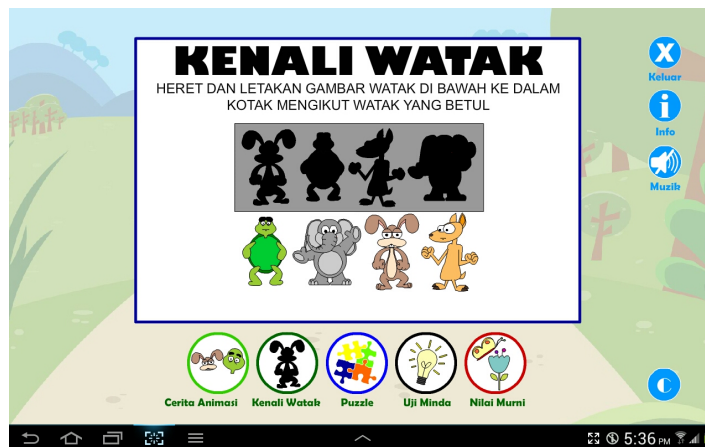 KENALI WATAK
HERET DAN LETAKAN GAMBAR WATAK DI BAWAH KE DALAM
KOTAK MENGIKUT WATAK YANG BETUL
X
Keluar
i
Info
Muzik
Cerita Animasi
Kenali Watak
Puzzle
Uji Minda
Nilai Murni
C
5:36 PM